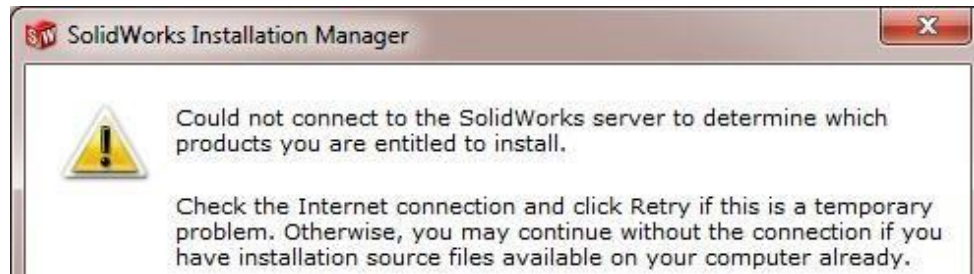 SolidWorks Installation Manager
Could not connect to the SolidWorks server to determine which
products you are entitled to install.
Check the Internet connection and click Retry if this is a temporary
problem. Otherwise, you may continue without the connection if you
have installation source files available on your computer already.